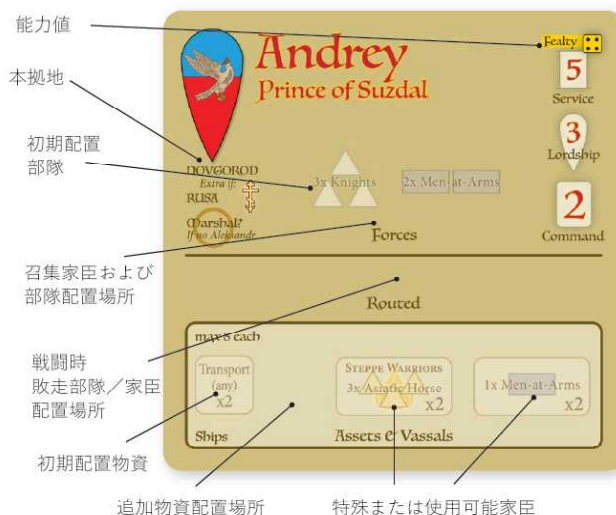 能力値
本拠地
初期配置
部隊
召集家臣および
部隊配置場所
戦闘時
敗走部隊／家臣
配置場所
初期配置物資
追加物資配置場所
特殊または使用可能家臣
Andrey
Prince of Suzdal
Fealty
5
Service
3
Lordship
2
Command
NOVGOROD
Extra if:
RUSA
Marshal?
If no Aleksandr
3x Knights
2x Men-at-Arms
Forces
Routed
max 8 each
Transport
(any)
x2
STEPPE WARRIORS
3x Asiatic Horse
x2
1x Men-at-Arms
x2
Ships
Assets & Vassals